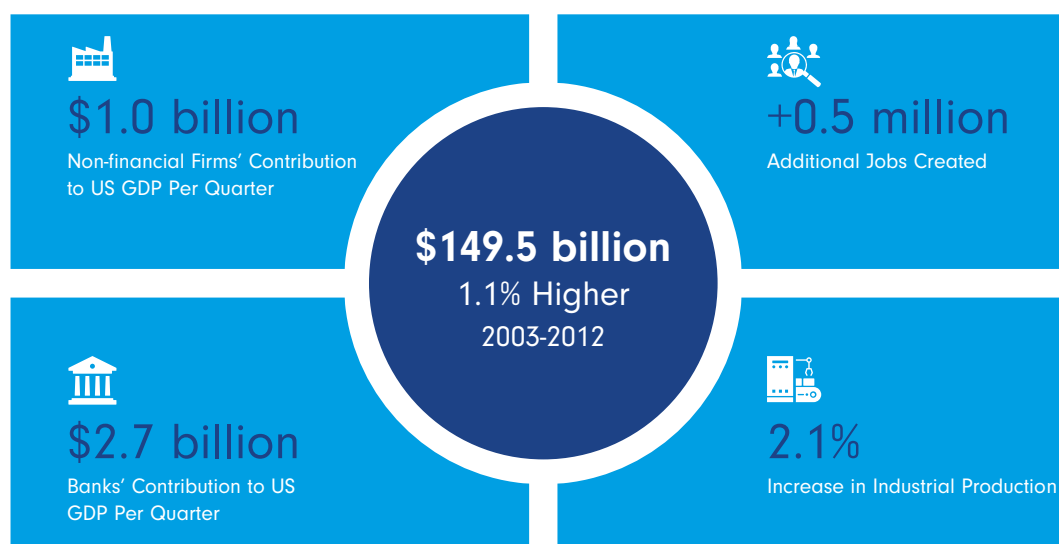 $1.0 billion
Non-financial Firms’ Contribution
to US GDP Per Quarter
+0.5 million
Additional Jobs Created
$149.5 billion
1.1% Higher
2003-2012
$2.7 billion
Banks’ Contribution to US
GDP Per Quarter
2.1%
Increase in Industrial Production